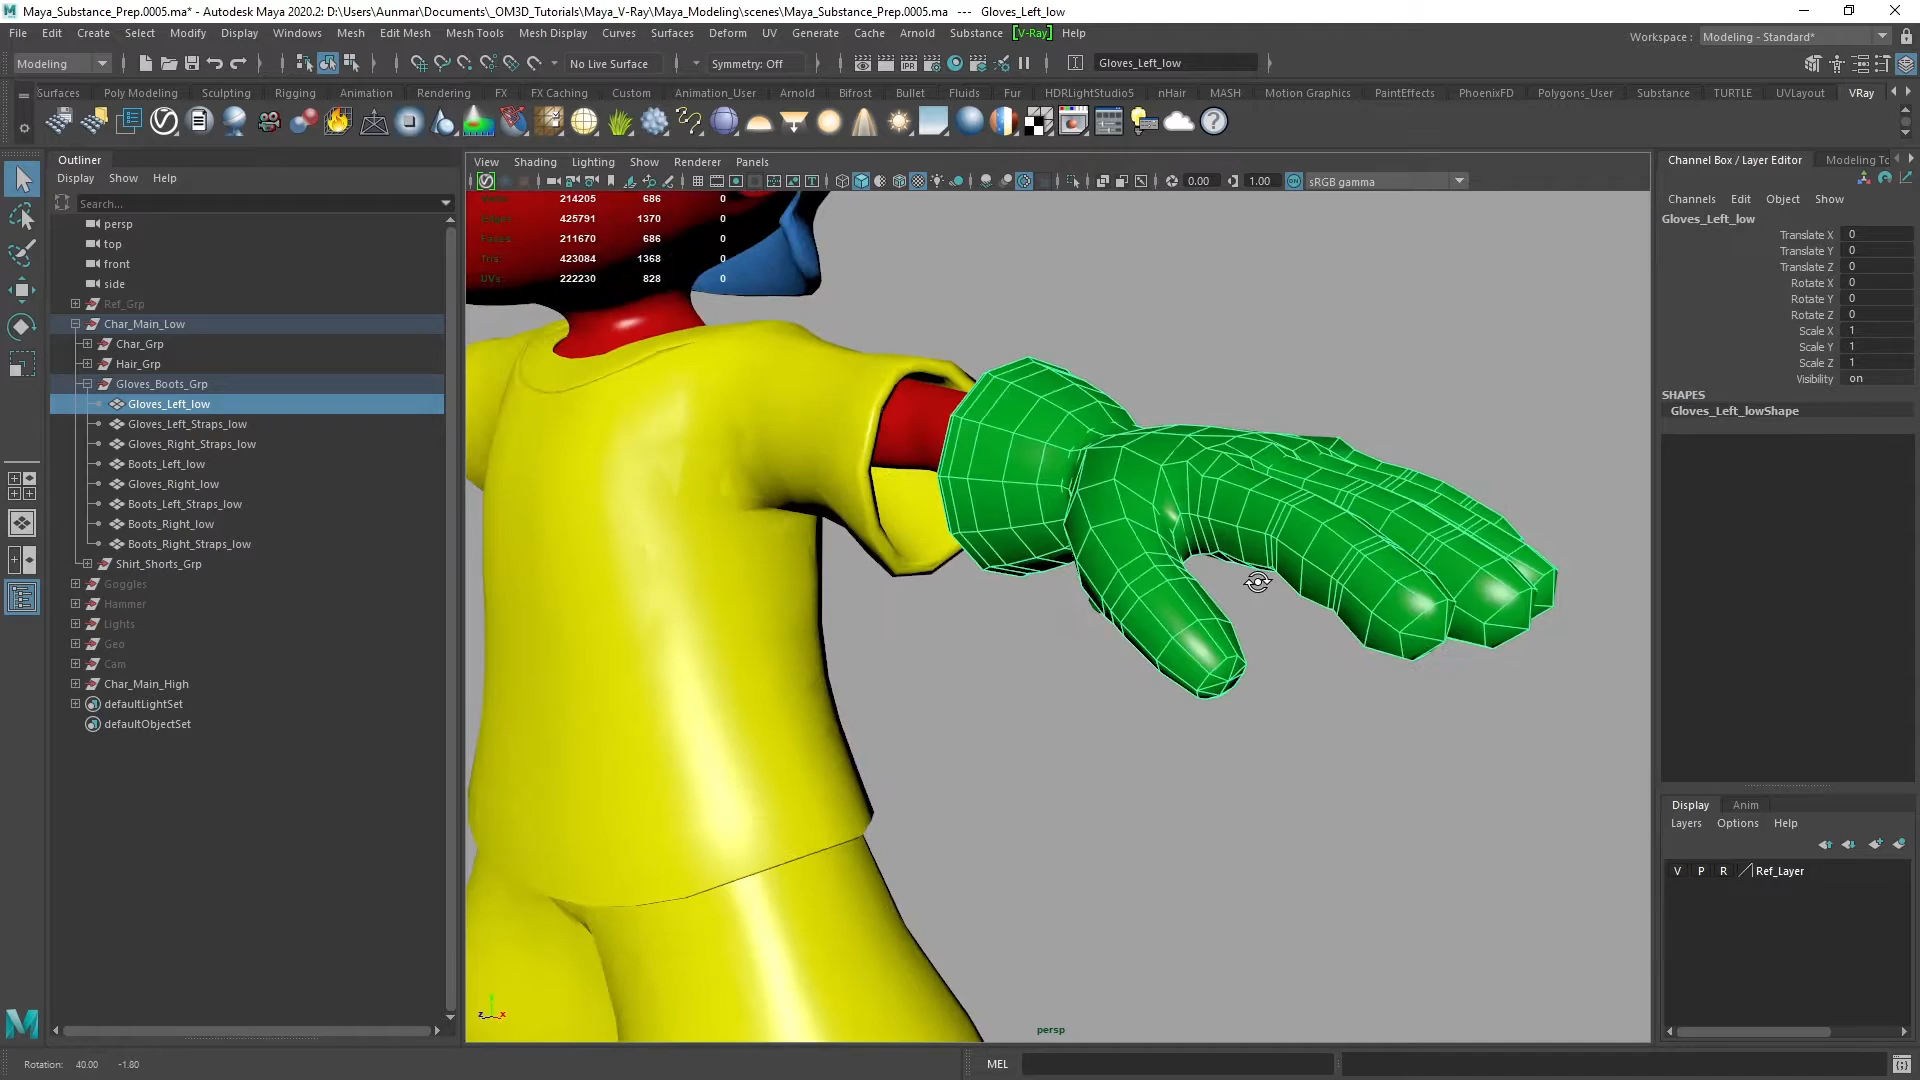 Maya_Substance_Prep.0005.ma* - Autodesk Maya 2020.2: D:\Users\Aunmar\Documents\_OM3D_Tutorials\Maya_V-Ray\Maya_Modeling\scenes\Maya_Substance_Prep.0005.ma --- Gloves_Left_low
File Edit Create Select Modify Display Windows Mesh Edit Mesh Mesh Tools Mesh Display Curves Surfaces Deform UV Generate Cache Arnold Substance [V-Ray] Help
Workspace : Modeling - Standard*
Modeling No Live Surface Symmetry: Off Gloves_Left_low
Surfaces Poly Modeling Sculpting Rigging Animation Rendering FX FX Caching Custom Animation_User Arnold Bifrost Bullet Fluids Fur HDRLightStudio5 nHair MASH Motion Graphics PaintEffects PhoenixFD Polygons_User Substance TURTLE UVLayout VRay
Outliner
Display Show Help
Search...
persp
top
front
side
Ref_Grp
Char_Main_Low
Char_Grp
Hair_Grp
Gloves_Boots_Grp
Gloves_Left_low
Gloves_Left_Straps_low
Gloves_Right_Straps_low
Boots_Left_low
Gloves_Right_low
Boots_Left_Straps_low
Boots_Right_low
Boots_Right_Straps_low
Shirt_Shorts_Grp
Goggles
Hammer
Lights
Geo
Cam
Char_Main_High
defaultLightSet
defaultObjectSet
View Shading Lighting Show Renderer Panels
0.00 1.00 sRGB gamma
214205 686 0
Edges: 425791 1370 0
Faces: 211670 686 0
Tris: 423084 1368 0
UVs: 222230 828 0
persp
Channel Box / Layer Editor Modeling To
Channels Edit Object Show
Gloves_Left_low
Translate X 0
Translate Y 0
Translate Z 0
Rotate X 0
Rotate Y 0
Rotate Z 0
Scale X 1
Scale Y 1
Scale Z 1
Visibility on
SHAPES
Gloves_Left_lowShape
Display Anim
Layers Options Help
V P R Ref_Layer
Rotation: 40.00 -1.80
MEL